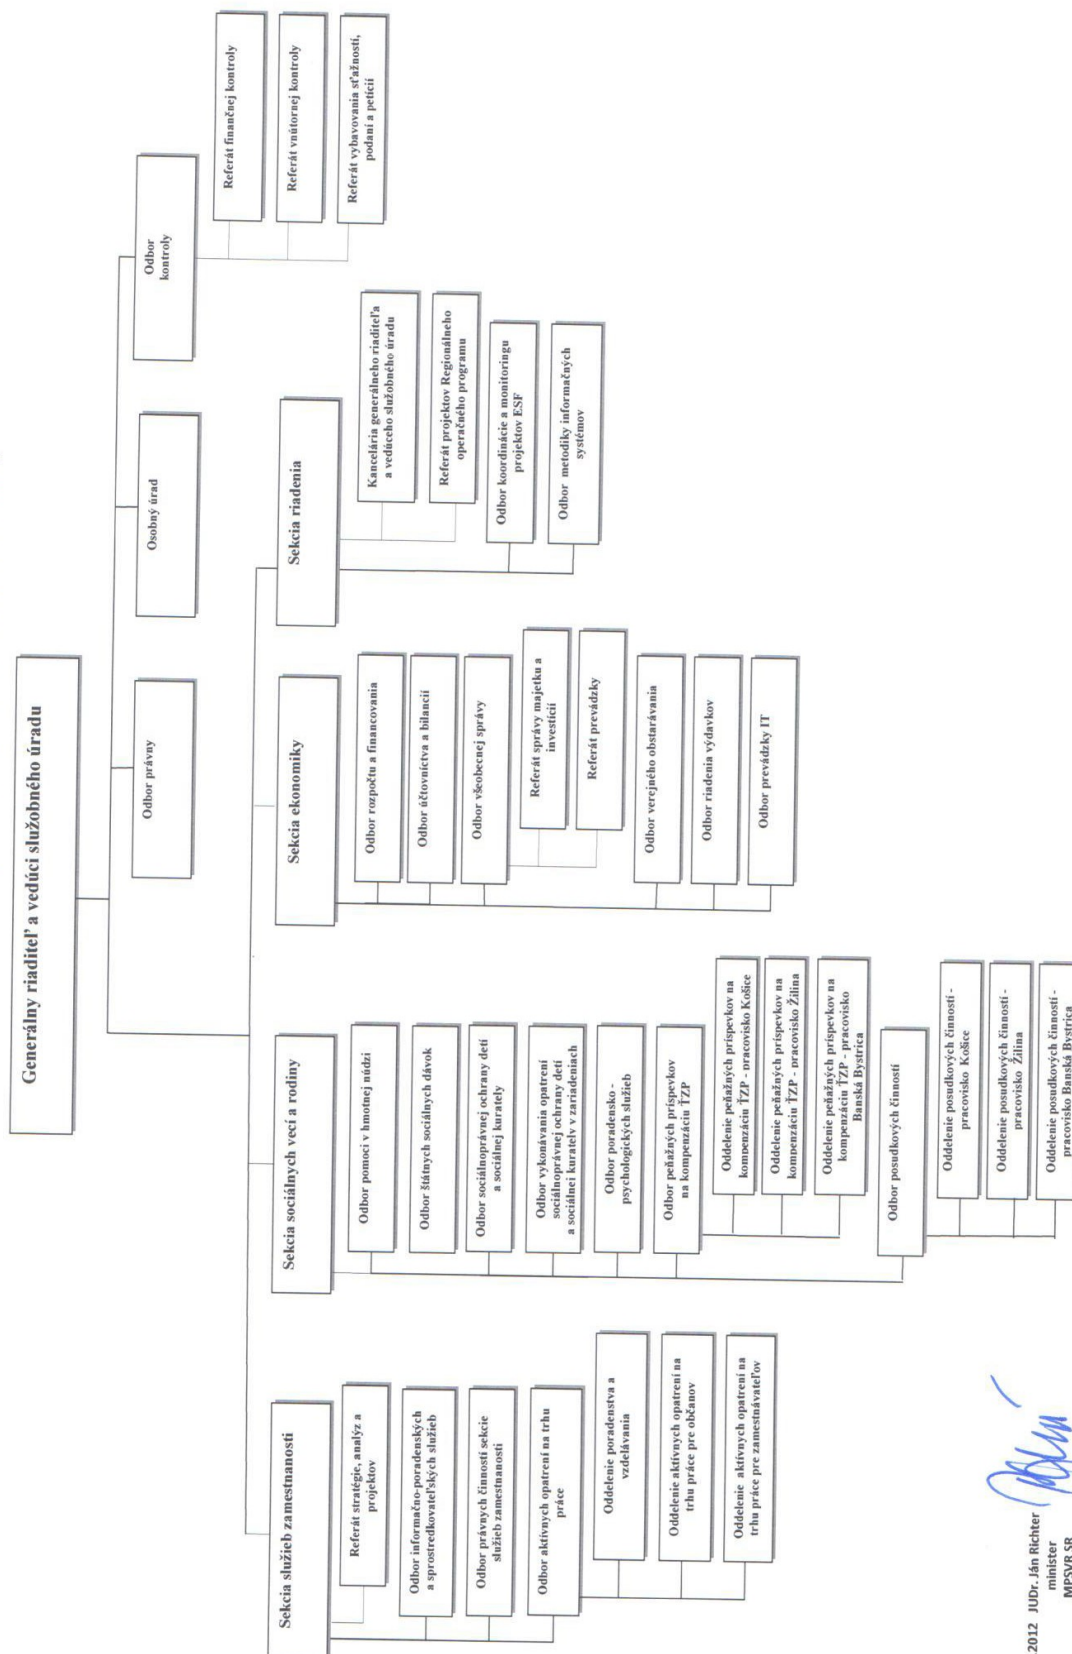 Generálny riaditeľ a vedúci služobného úradu
Odbor právny
Osobný úrad
Odbor
kontroly
Referát finančnej kontroly
Referát vnútornej kontroly
Referát vybavovania sťažností,
podaní a petícií
Sekcia služieb zamestnanosti
Referát stratégie, analýz a
projektov
Odbor informačno-poradenských
a sprostredkovateľských služieb
Odbor právnych činností sekcie
služieb zamestnanosti
Odbor aktívnych opatrení na trhu
práce
Oddelenie poradenstva a
vzdelávania
Oddelenie aktívnych opatrení na
trhu práce pre občanov
Oddelenie aktívnych opatrení na
trhu práce pre zamestnávateľov
Sekcia sociálnych vecí a rodiny
Odbor pomoci v hmotnej núdzi
Odbor štátnych sociálnych dávok
Odbor sociálnoprávnej ochrany detí
a sociálnej kurately
Odbor vykonávania opatrení
sociálnoprávnej ochrany detí
a sociálnej kurately v zariadeniach
Odbor poradensko -
psychologických služieb
Odbor peňažných príspevkov
na kompenzáciu ŤZP
Oddelenie peňažných príspevkov na
kompenzáciu ŤZP - pracovisko Košice
Oddelenie peňažných príspevkov na
kompenzáciu ŤZP - pracovisko Žilina
Oddelenie peňažných príspevkov na
kompenzáciu ŤZP - pracovisko
Banská Bystrica
Odbor posudkových činností
Oddelenie posudkových činností -
pracovisko Košice
Oddelenie posudkových činností -
pracovisko Žilina
Oddelenie posudkových činností -
pracovisko Banská Bystrica
Sekcia ekonomiky
Odbor rozpočtu a financovania
Odbor účtovníctva a bilancií
Odbor všeobecnej správy
Referát správy majetku a
investícií
Referát prevádzky
Odbor verejného obstarávania
Odbor riadenia výdavkov
Odbor prevádzky IT
Sekcia riadenia
Kancelária generálneho riaditeľa
a vedúceho služobného úradu
Referát projektov Regionálneho
operačného programu
Odbor koordinácie a monitoringu
projektov ESF
Odbor metodiky informačných
systémov
.2012 JUDr. Ján Richter
minister
MPSVR SR